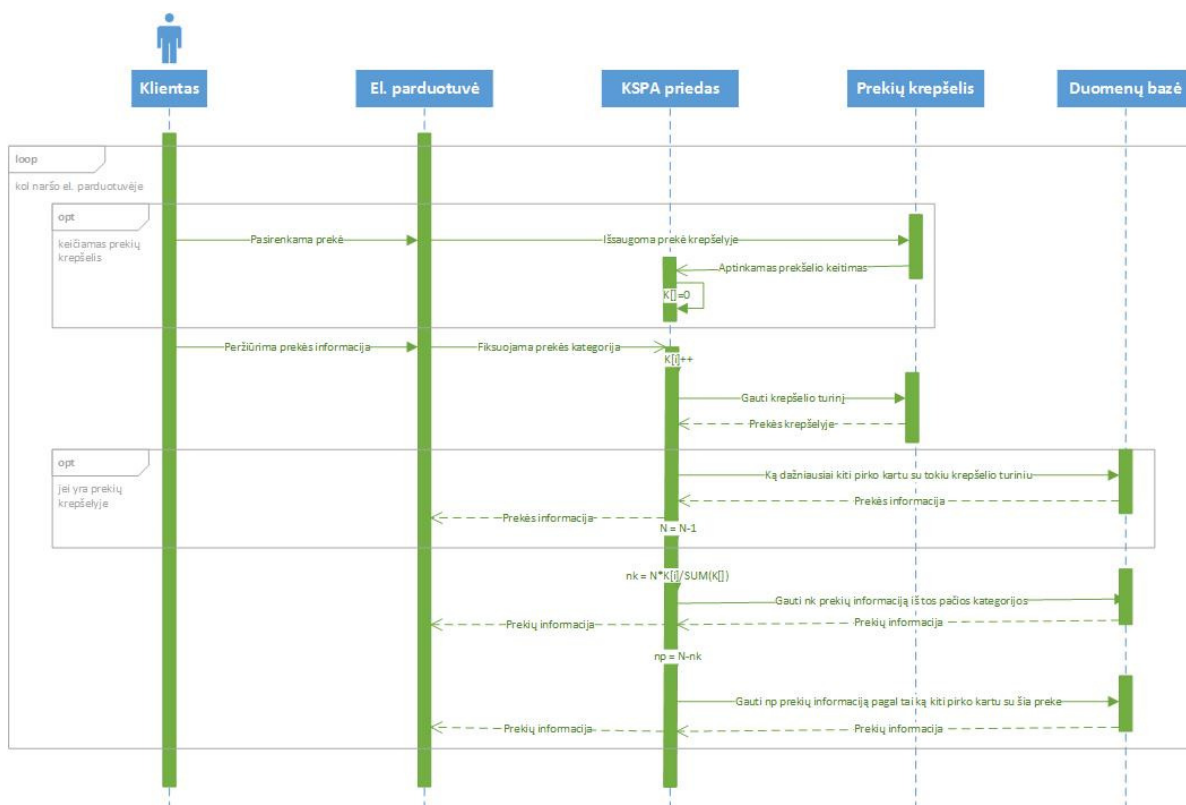 Klientas
El. parduotuvė
KSPA priedas
Prekių krepšelis
Duomenų bazė
loop
kol naršo el. parduotuvėje
opt
keičiamas prekių
krepšelis
Pasirenkama prekė
Išsaugoma prekė krepšelyje
Aptinkamas prekšelio keitimas
K[]=0
Peržiūrima prekės informacija
Fiksuojama prekės kategorija
K[i]++
Gauti krepšelio turinį
Prekės krepšelyje
opt
jei yra prekių
krepšelyje
Ką dažniausiai kiti pirko kartu su tokiu krepšelio turiniu
Prekės informacija
Prekės informacija
N = N-1
nk = N*K[i]/SUM(K[])
Gauti nk prekių informaciją iš tos pačios kategorijos
Prekių informacija
Prekių informacija
np = N-nk
Gauti np prekių informaciją pagal tai ką kiti pirko kartu su šia preke
Prekių informacija
Prekių informacija